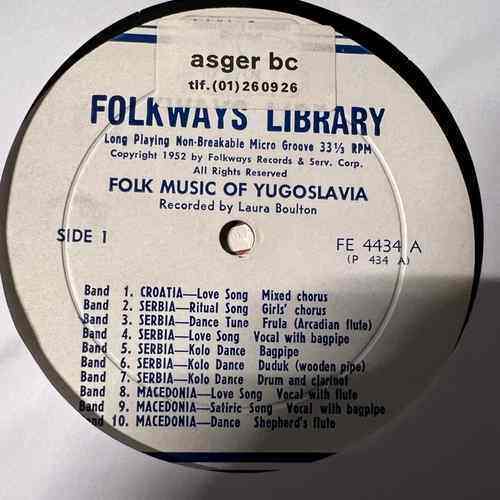 asger bc
tlf. (01) 26 09 26
FOLKWAYS LIBRARY
Long Playing Non-Breakable Micro Groove 33⅓ RPM
Copyright 1952 by Folkways Records & Serv. Corp.
All Rights Reserved
FOLK MUSIC OF YUGOSLAVIA
Recorded by Laura Boulton
SIDE 1
FE 4434 A
(P 434 A)
Band 1. CROATIA—Love Song Mixed chorus
Band 2. SERBIA—Ritual Song Girls' chorus
Band 3. SERBIA—Dance Tune Frula (Arcadian flute)
Band 4. SERBIA—Love Song Vocal with bagpipe
Band 5. SERBIA—Kolo Dance Bagpipe
Band 6. SERBIA—Kolo Dance Duduk (wooden pipe)
Band 7. SERBIA—Kolo Dance Drum and clarinet
Band 8. MACEDONIA—Love Song Vocal with flute
Band 9. MACEDONIA—Satiric Song Vocal with bagpipe
Band 10. MACEDONIA—Dance Shepherd's flute